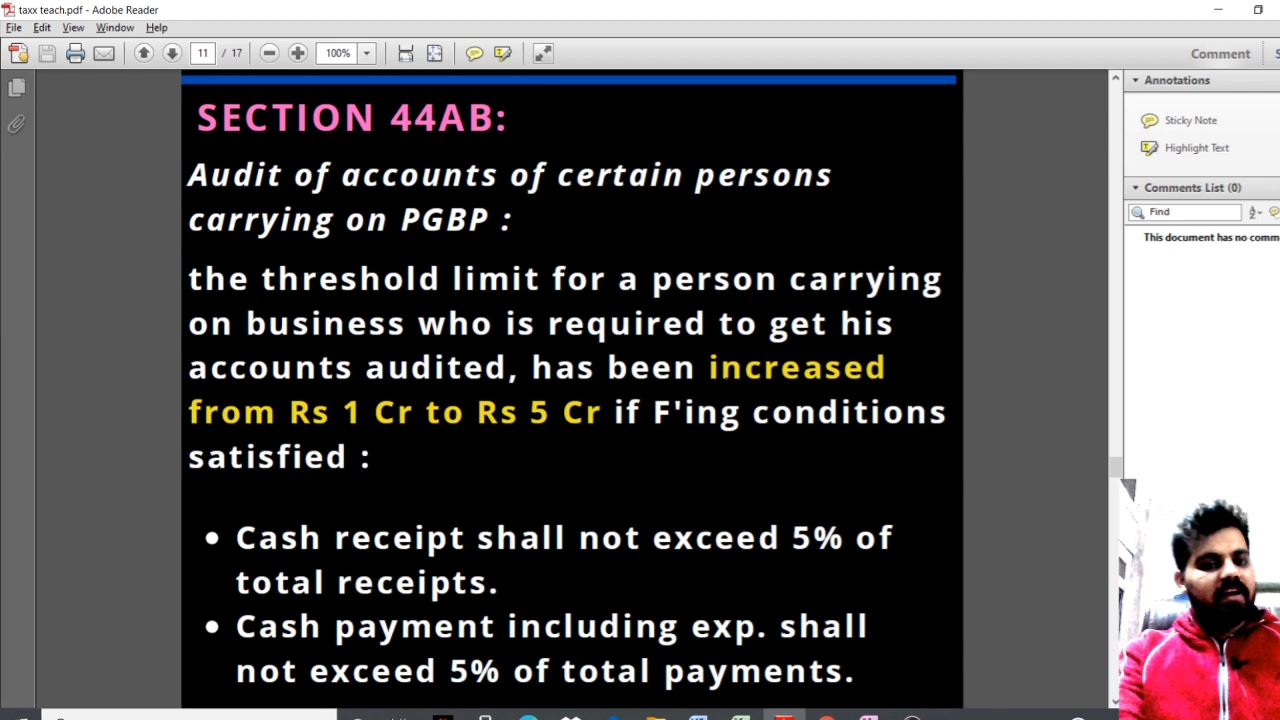 taxx teach.pdf - Adobe Reader
File Edit View Window Help
11 / 17 100% Comment
SECTION 44AB:
Audit of accounts of certain persons
carrying on PGBP :
the threshold limit for a person carrying
on business who is required to get his
accounts audited, has been increased
from Rs 1 Cr to Rs 5 Cr if F'ing conditions
satisfied :
• Cash receipt shall not exceed 5% of
total receipts.
• Cash payment including exp. shall
not exceed 5% of total payments.
Annotations
Sticky Note
Highlight Text
Comments List (0)
Find
This document has no comm